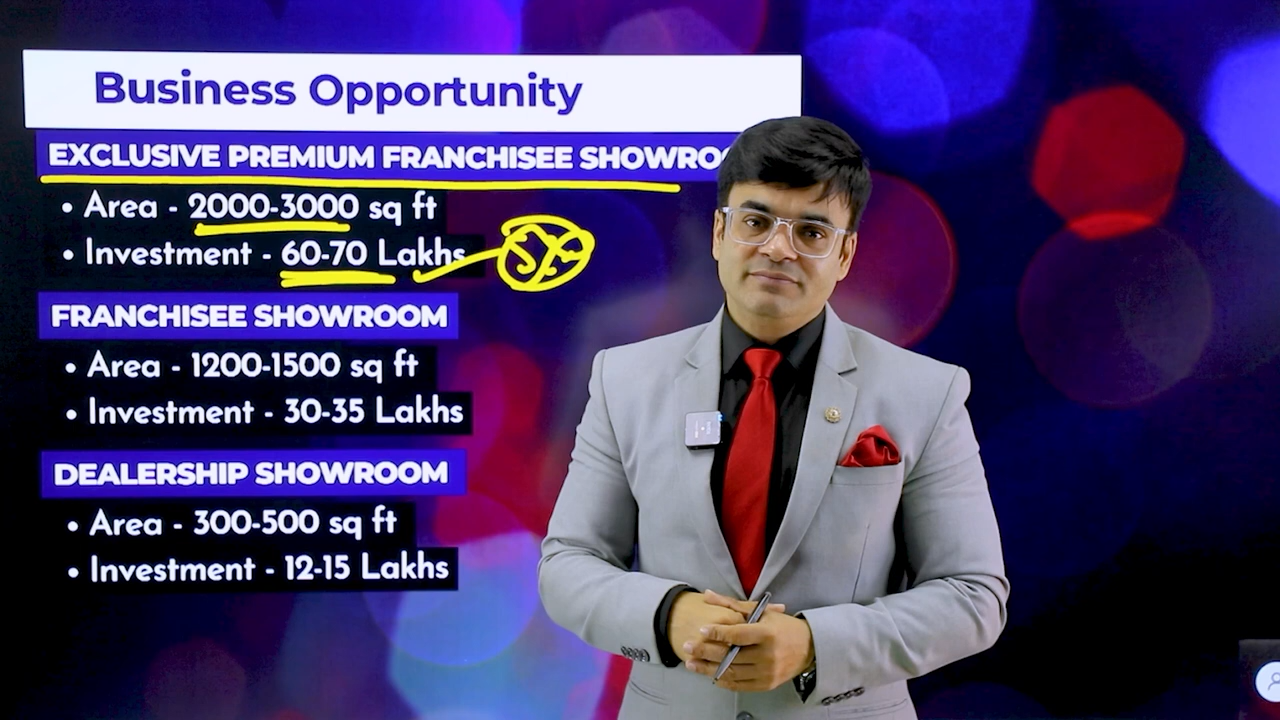 Business Opportunity
EXCLUSIVE PREMIUM FRANCHISEE SHOWRO
• Area - 2000-3000 sq ft
• Investment - 60-70 Lakhs
FRANCHISEE SHOWROOM
• Area - 1200-1500 sq ft
• Investment - 30-35 Lakhs
DEALERSHIP SHOWROOM
• Area - 300-500 sq ft
• Investment - 12-15 Lakhs